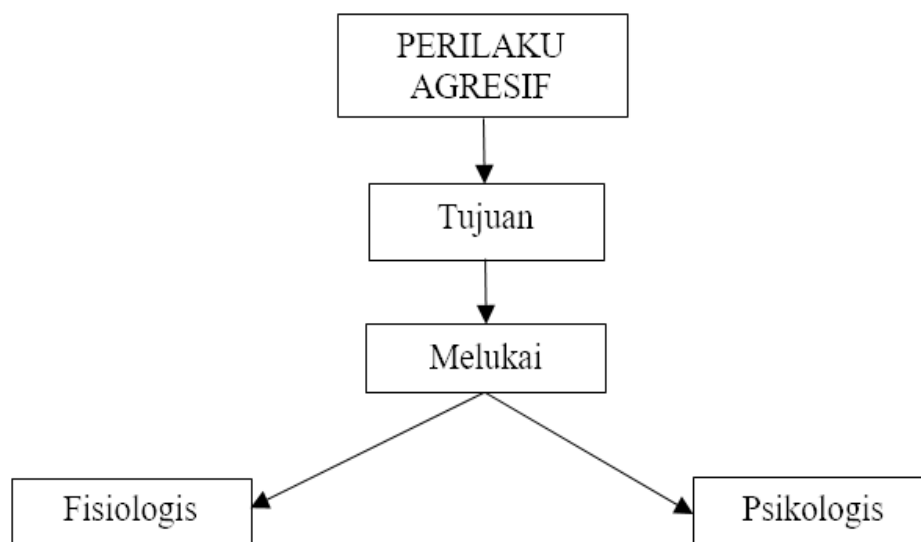 PERILAKU
AGRESIF
Tujuan
Melukai
Fisiologis
Psikologis